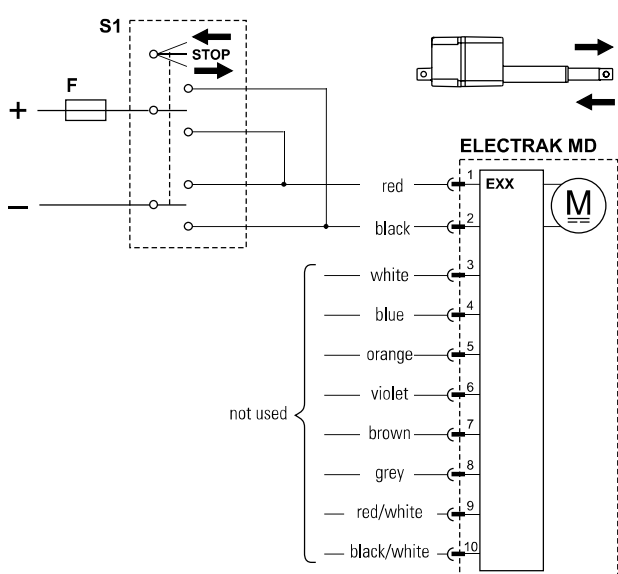 S1
STOP
F
+
−
ELECTRAK MD
EXX
M
red 1
black 2
white 3
blue 4
orange 5
violet 6
not used
brown 7
grey 8
red/white 9
black/white 10